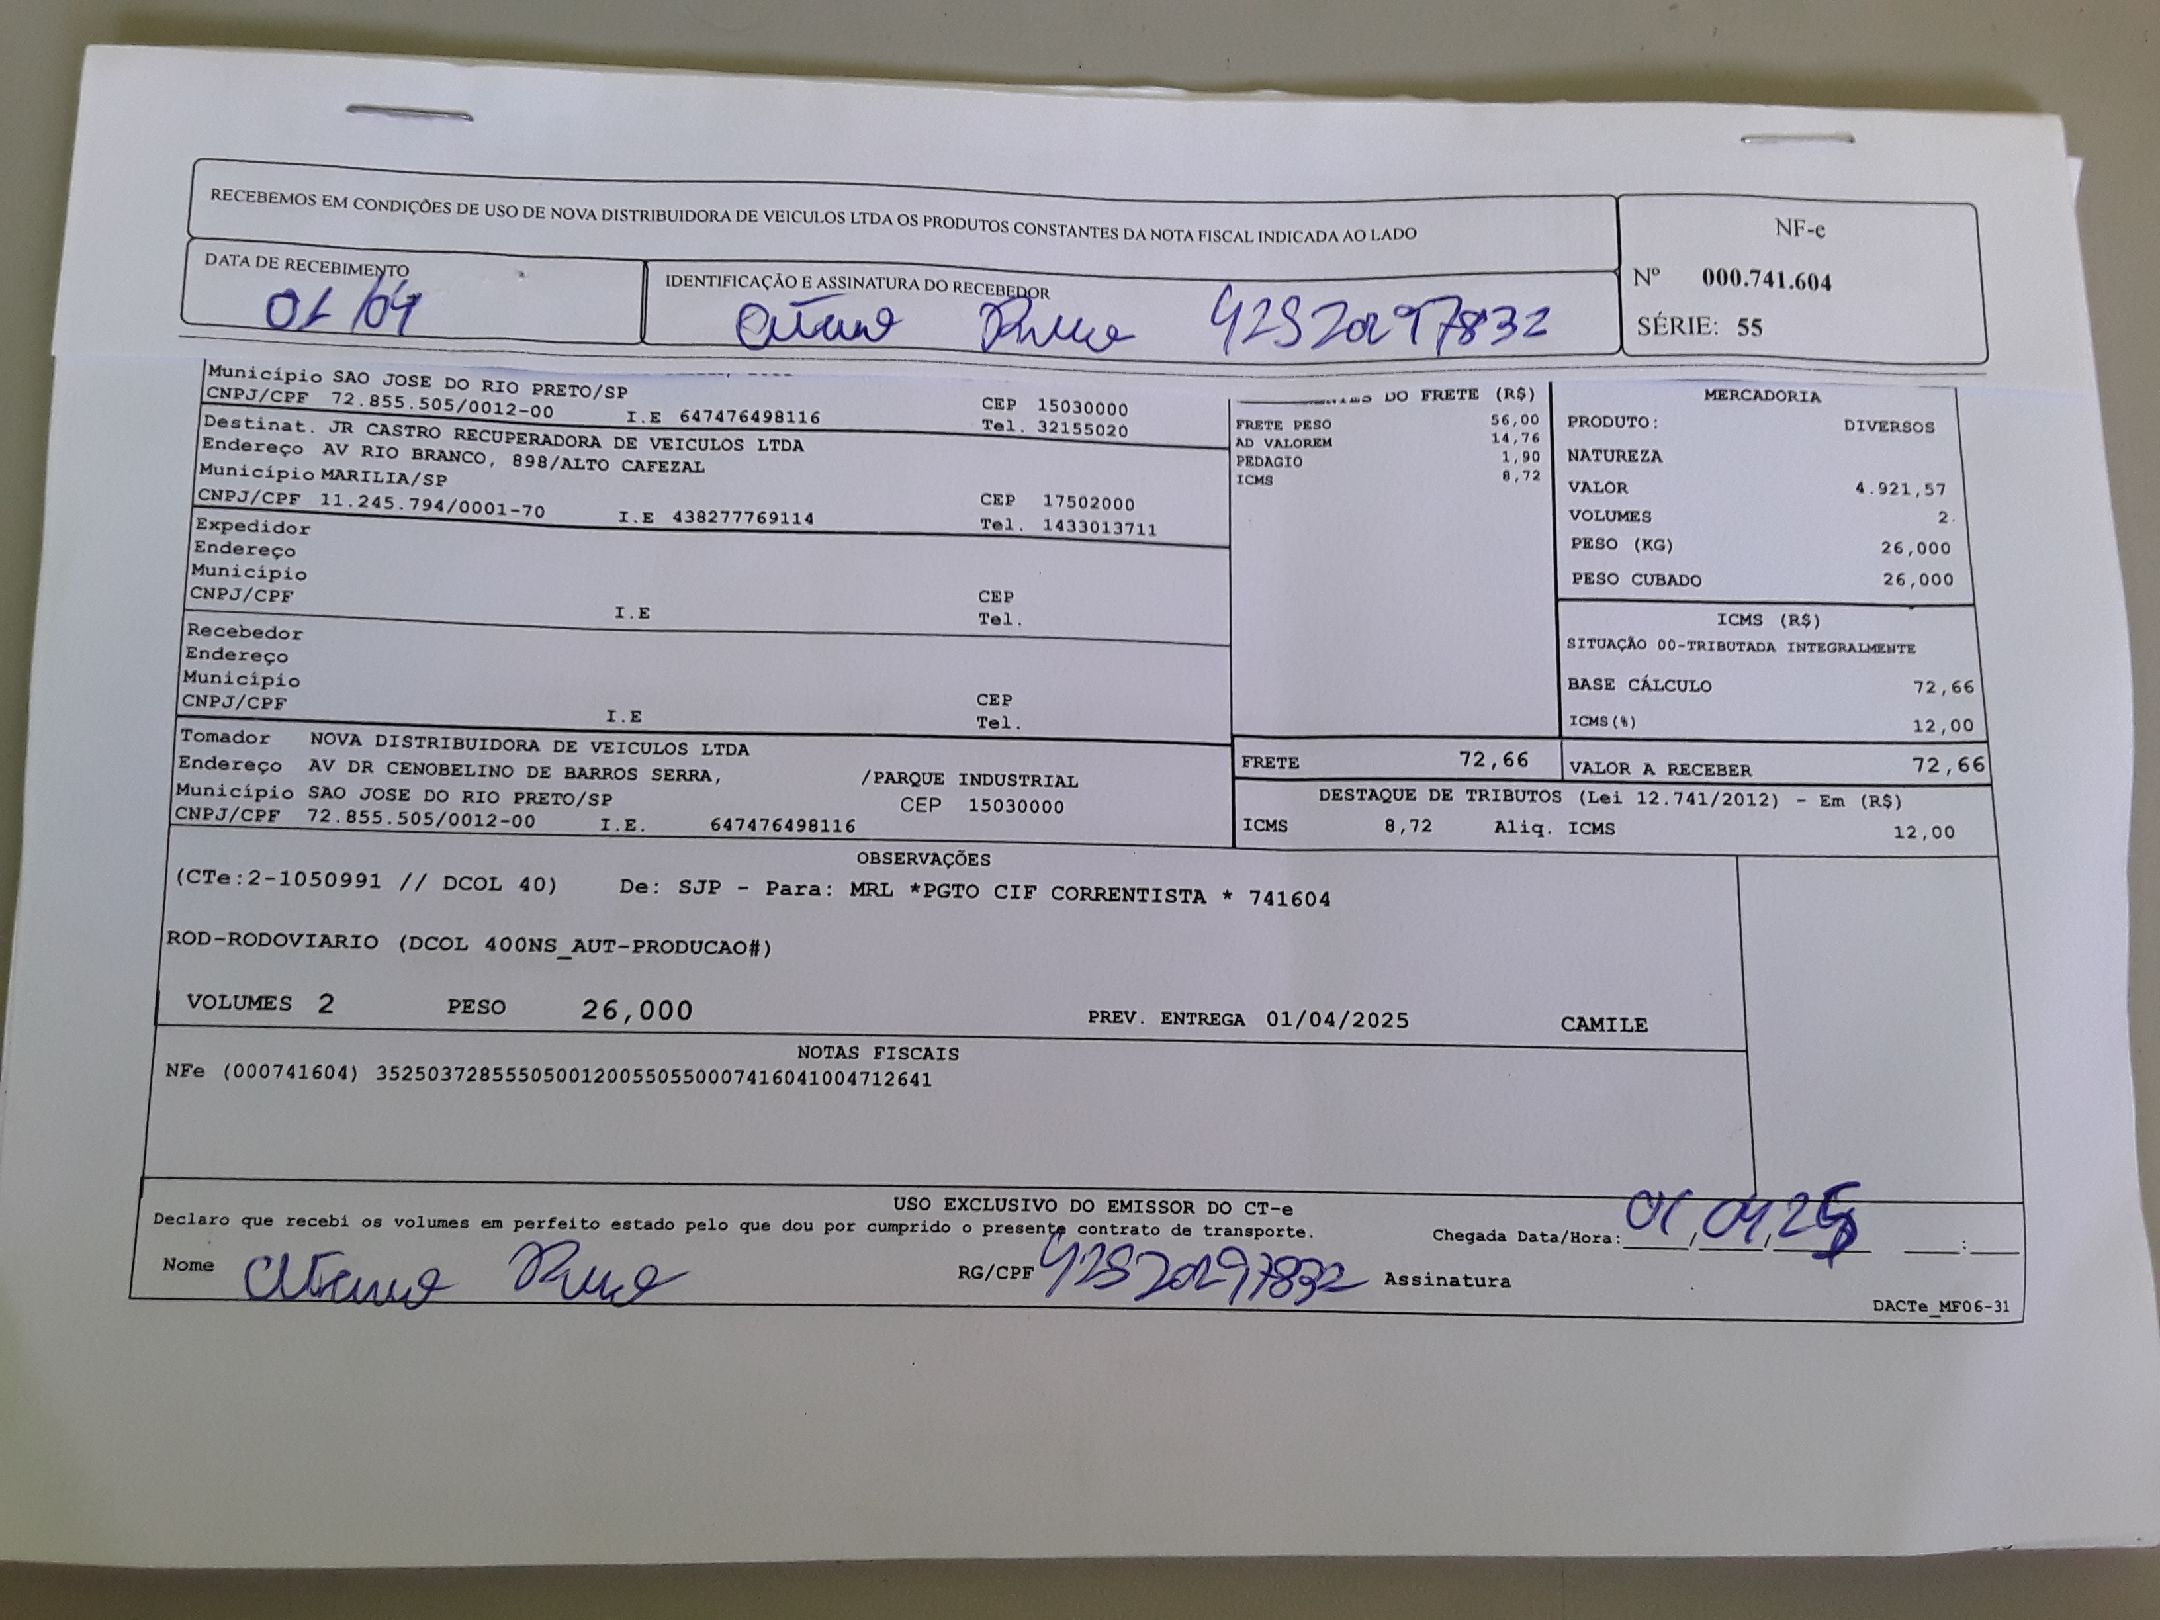 RECEBEMOS EM CONDIÇÕES DE USO DE NOVA DISTRIBUIDORA DE VEICULOS LTDA OS PRODUTOS CONSTANTES DA NOTA FISCAL INDICADA AO LADO
NF-e
Nº 000.741.604
SÉRIE: 55
DATA DE RECEBIMENTO
01/04
IDENTIFICAÇÃO E ASSINATURA DO RECEBEDOR
42520297832
Município SAO JOSE DO RIO PRETO/SP
CNPJ/CPF 72.855.505/0012-00 I.E 647476498116
CEP 15030000
Tel. 32155020
Destinat. JR CASTRO RECUPERADORA DE VEICULOS LTDA
Endereço AV RIO BRANCO, 898/ALTO CAFEZAL
Município MARILIA/SP
CNPJ/CPF 11.245.794/0001-70 I.E 438277769114
CEP 17502000
Tel. 1433013711
Expedidor
Endereço
Município
CNPJ/CPF I.E
CEP
Tel.
Recebedor
Endereço
Município
CNPJ/CPF I.E
CEP
Tel.
Tomador NOVA DISTRIBUIDORA DE VEICULOS LTDA
Endereço AV DR CENOBELINO DE BARROS SERRA, /PARQUE INDUSTRIAL
Município SAO JOSE DO RIO PRETO/SP CEP 15030000
CNPJ/CPF 72.855.505/0012-00 I.E. 647476498116
DO FRETE (R$)
FRETE PESO 56,00
AD VALOREM 14,76
PEDAGIO 1,90
ICMS 8,72
FRETE 72,66
MERCADORIA
PRODUTO: DIVERSOS
NATUREZA
VALOR 4.921,57
VOLUMES 2
PESO (KG) 26,000
PESO CUBADO 26,000
ICMS (R$)
SITUAÇÃO 00-TRIBUTADA INTEGRALMENTE
BASE CÁLCULO 72,66
ICMS(%) 12,00
VALOR A RECEBER 72,66
DESTAQUE DE TRIBUTOS (Lei 12.741/2012) - Em (R$)
ICMS 8,72 Aliq. ICMS 12,00
OBSERVAÇÕES
(CTe:2-1050991 // DCOL 40) De: SJP - Para: MRL *PGTO CIF CORRENTISTA * 741604
ROD-RODOVIARIO (DCOL 400NS_AUT-PRODUCAO#)
VOLUMES 2 PESO 26,000 PREV. ENTREGA 01/04/2025 CAMILE
NOTAS FISCAIS
NFe (000741604) 35250372855505001200550550007416041004712641
USO EXCLUSIVO DO EMISSOR DO CT-e
Declaro que recebi os volumes em perfeito estado pelo que dou por cumprido o presente contrato de transporte.
Chegada Data/Hora: 01,04,25 :
Nome RG/CPF 42520297832 Assinatura
DACTe_MF06-31